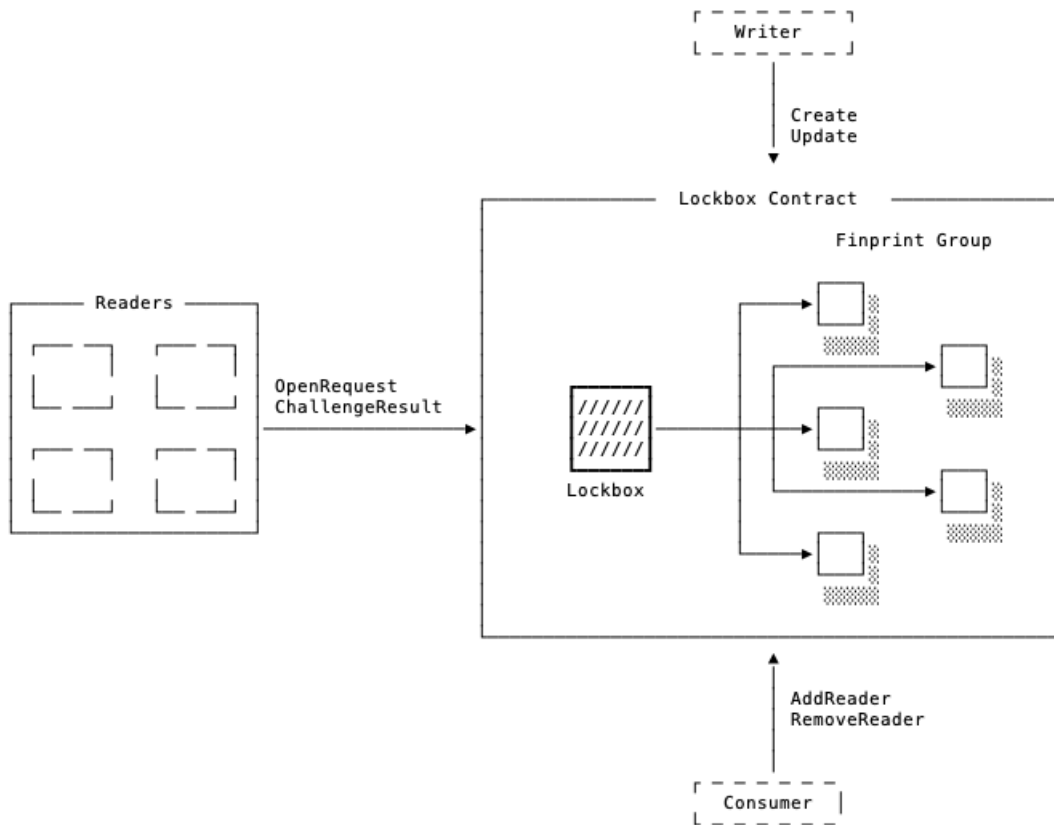 Writer
Create
Update
Lockbox Contract
Finprint Group
Readers
OpenRequest
ChallengeResult
//////
//////
//////
Lockbox
AddReader
RemoveReader
Consumer